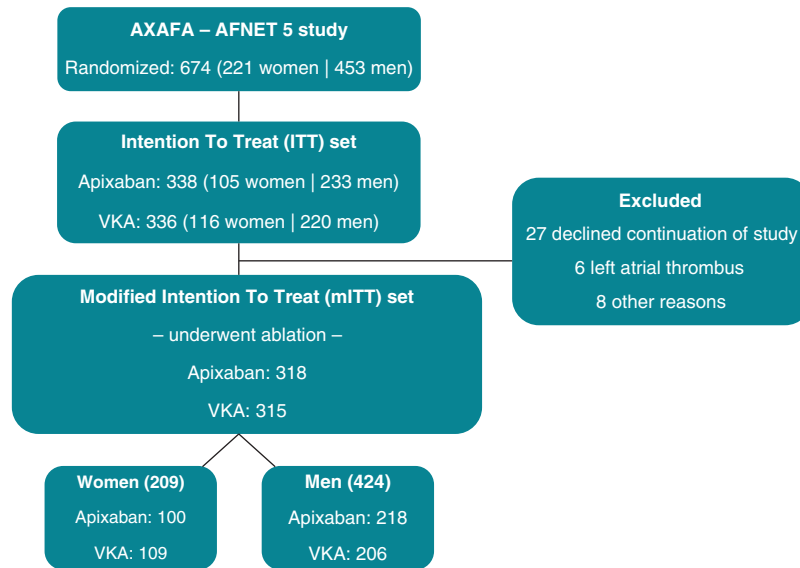 AXAFA – AFNET 5 study
Randomized: 674 (221 women | 453 men)
Intention To Treat (ITT) set
Apixaban: 338 (105 women | 233 men)
VKA: 336 (116 women | 220 men)
Excluded
27 declined continuation of study
6 left atrial thrombus
8 other reasons
Modified Intention To Treat (mITT) set
– underwent ablation –
Apixaban: 318
VKA: 315
Women (209)
Apixaban: 100
VKA: 109
Men (424)
Apixaban: 218
VKA: 206